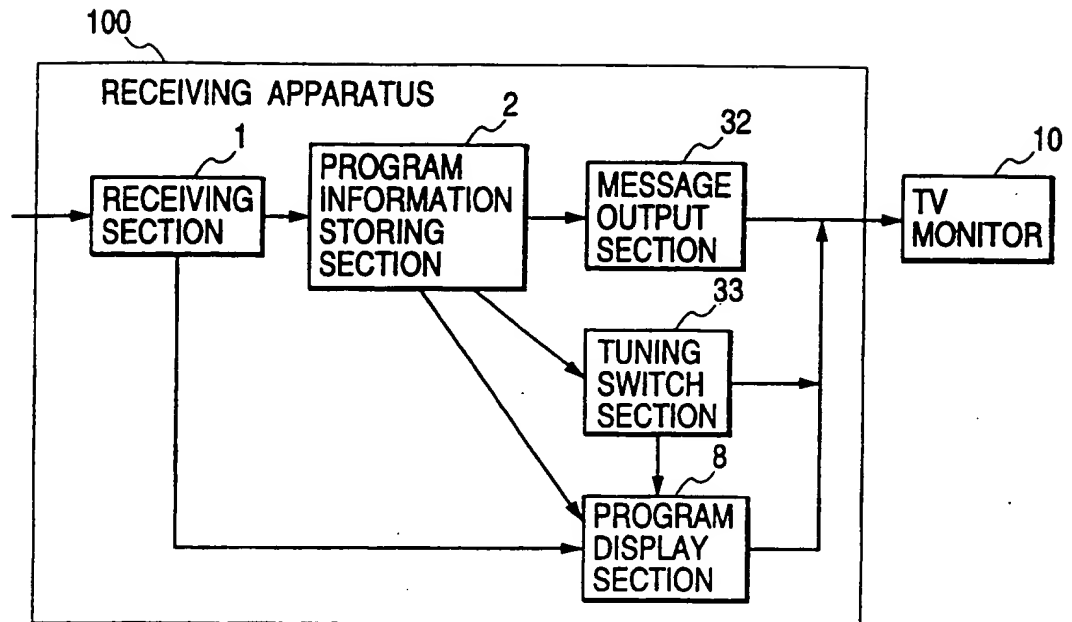 100
RECEIVING APPARATUS
1
RECEIVING
SECTION
2
PROGRAM
INFORMATION
STORING
SECTION
32
MESSAGE
OUTPUT
SECTION
10
TV
MONITOR
33
TUNING
SWITCH
SECTION
8
PROGRAM
DISPLAY
SECTION